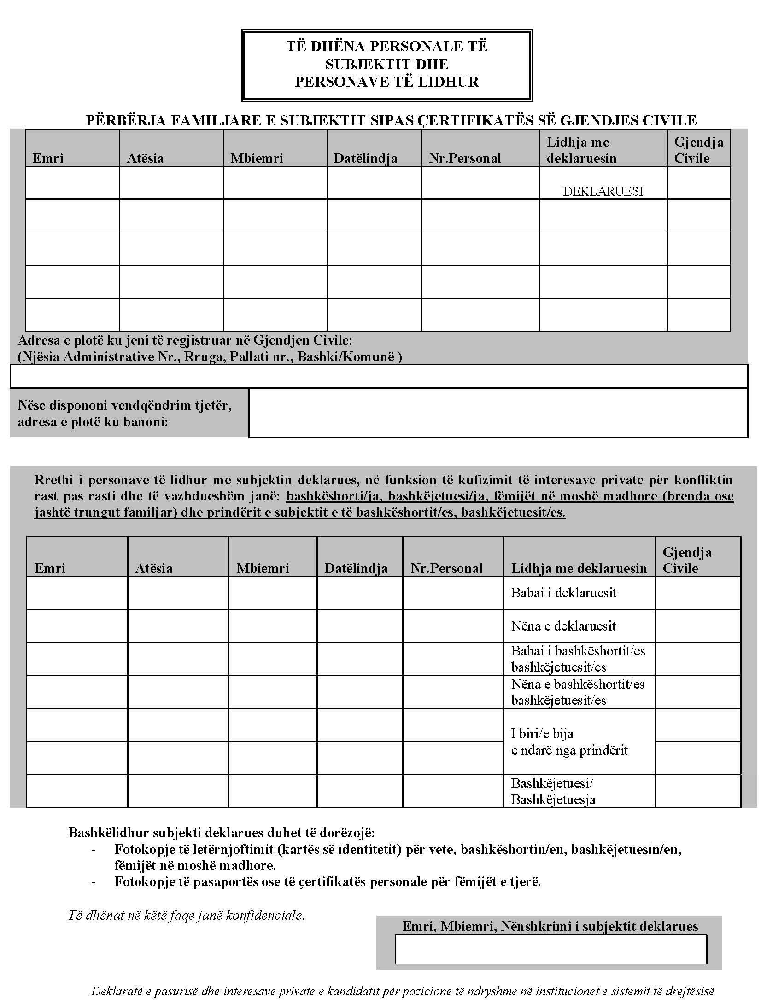 TË DHËNA PERSONALE TË
SUBJEKTIT DHE
PERSONAVE TË LIDHUR
PËRBËRJA FAMILJARE E SUBJEKTIT SIPAS ÇERTIFIKATËS SË GJENDJES CIVILE
Emri Atësia Mbiemri Datëlindja Nr.Personal Lidhja me deklaruesin Gjendja Civile
DEKLARUESI
Adresa e plotë ku jeni të regjistruar në Gjendjen Civile:
(Njësia Administrative Nr., Rruga, Pallati nr., Bashki/Komunë )
Nëse dispononi vendqëndrim tjetër,
adresa e plotë ku banoni:
Rrethi i personave të lidhur me subjektin deklarues, në funksion të kufizimit të interesave private për konfliktin
rast pas rasti dhe të vazhdueshëm janë: bashkëshorti/ja, bashkëjetuesi/ja, fëmijët në moshë madhore (brenda ose
jashtë trungut familjar) dhe prindërit e subjektit e të bashkëshortit/es, bashkëjetuesit/es.
Emri Atësia Mbiemri Datëlindja Nr.Personal Lidhja me deklaruesin Gjendja Civile
Babai i deklaruesit
Nëna e deklaruesit
Babai i bashkëshortit/es
bashkëjetuesit/es
Nëna e bashkëshortit/es
bashkëjetuesit/es
I biri/e bija
e ndarë nga prindërit
Bashkëjetuesi/
Bashkëjetuesja
Bashkëlidhur subjekti deklarues duhet të dorëzojë:
- Fotokopje të letërnjoftimit (kartës së identitetit) për vete, bashkëshortin/en, bashkëjetuesin/en,
fëmijët në moshë madhore.
- Fotokopje të pasaportës ose të çertifikatës personale për fëmijët e tjerë.
Të dhënat në këtë faqe janë konfidenciale.
Emri, Mbiemri, Nënshkrimi i subjektit deklarues
Deklaratë e pasurisë dhe interesave private e kandidatit për pozicione të ndryshme në institucionet e sistemit të drejtësisë